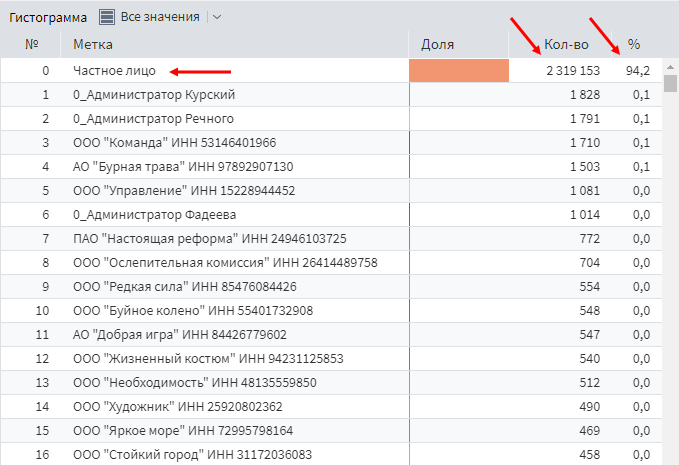 Гистограмма Все значения
№ Метка Доля Кол-во %
0 Частное лицо 2 319 153 94,2
1 0_Администратор Курский 1 828 0,1
2 0_Администратор Речного 1 791 0,1
3 ООО "Команда" ИНН 53146401966 1 710 0,1
4 АО "Бурная трава" ИНН 97892907130 1 503 0,1
5 ООО "Управление" ИНН 15228944452 1 081 0,0
6 0_Администратор Фадеева 1 014 0,0
7 ПАО "Настоящая реформа" ИНН 24946103725 772 0,0
8 ООО "Ослепительная комиссия" ИНН 26414489758 704 0,0
9 ООО "Редкая сила" ИНН 85476084426 554 0,0
10 ООО "Буйное колено" ИНН 55401732908 548 0,0
11 АО "Добрая игра" ИНН 84426779602 547 0,0
12 ООО "Жизненный костюм" ИНН 94231125853 540 0,0
13 ООО "Необходимость" ИНН 48135559850 512 0,0
14 ООО "Художник" ИНН 25920802362 490 0,0
15 ООО "Яркое море" ИНН 72995798164 469 0,0
16 ООО "Стойкий город" ИНН 31172036083 458 0,0